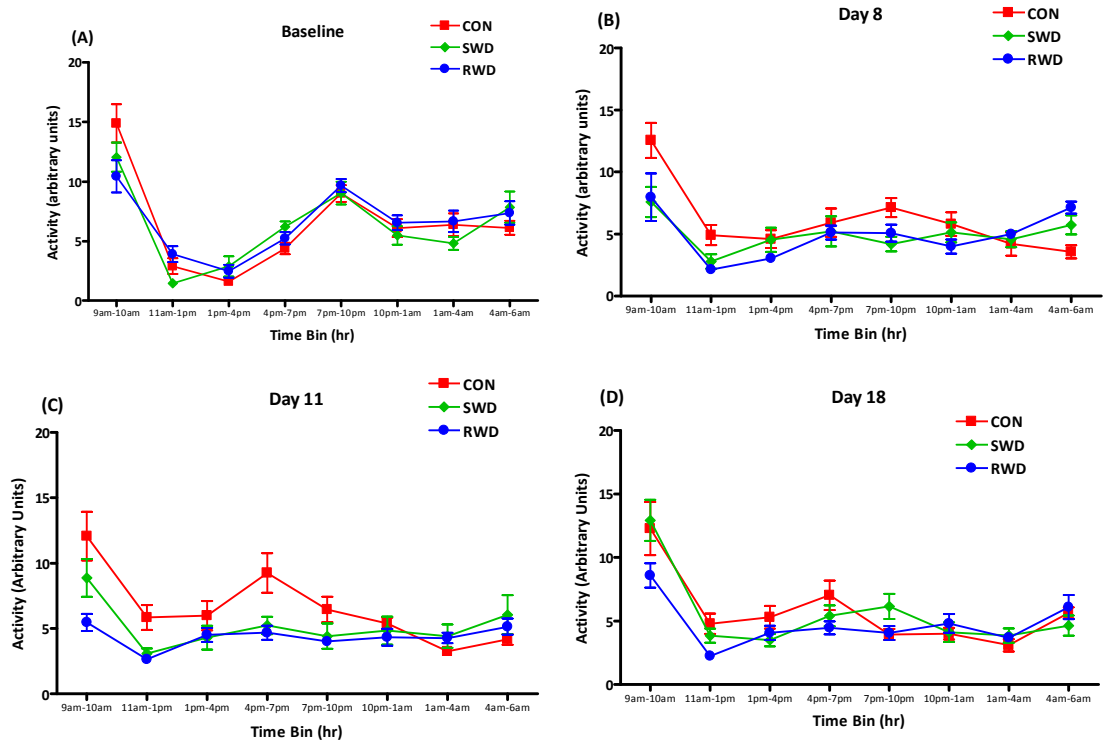 (A)
Baseline
CON
SWD
RWD
Activity (arbitrary units)
20
15
10
5
0
9am-10am 11am-1pm 1pm-4pm 4pm-7pm 7pm-10pm 10pm-1am 1am-4am 4am-6am
Time Bin (hr)
(B)
Day 8
CON
SWD
RWD
Activity (arbitrary units)
20
15
10
5
0
9am-10am 11am-1pm 1pm-4pm 4pm-7pm 7pm-10pm 10pm-1am 1am-4am 4am-6am
Time Bin (hr)
(C)
Day 11
CON
SWD
RWD
Activity (Arbitrary Units)
20
15
10
5
0
9am-10am 11am-1pm 1pm-4pm 4pm-7pm 7pm-10pm 10pm-1am 1am-4am 4am-6am
Time Bin (hr)
(D)
Day 18
CON
SWD
RWD
Activity (Arbitrary Units)
20
15
10
5
0
9am-10am 11am-1pm 1pm-4pm 4pm-7pm 7pm-10pm 10pm-1am 1am-4am 4am-6am
Time Bin (hr)